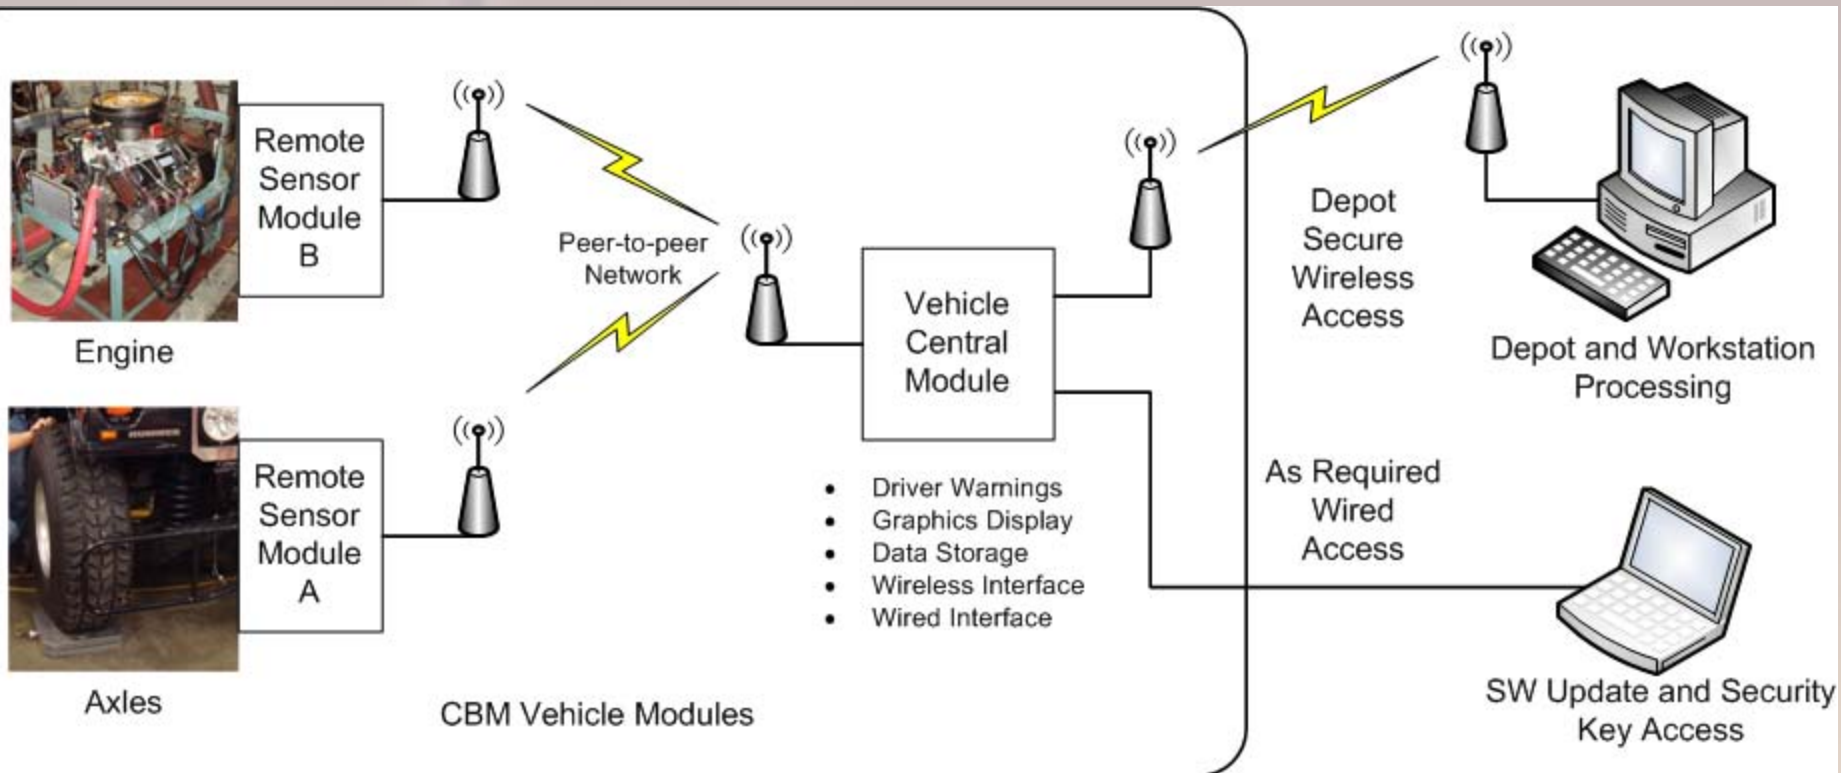 Remote
Sensor
Module
B
Engine
Remote
Sensor
Module
A
Axles
Peer-to-peer
Network
Vehicle
Central
Module
• Driver Warnings
• Graphics Display
• Data Storage
• Wireless Interface
• Wired Interface
CBM Vehicle Modules
Depot
Secure
Wireless
Access
Depot and Workstation
Processing
As Required
Wired
Access
SW Update and Security
Key Access